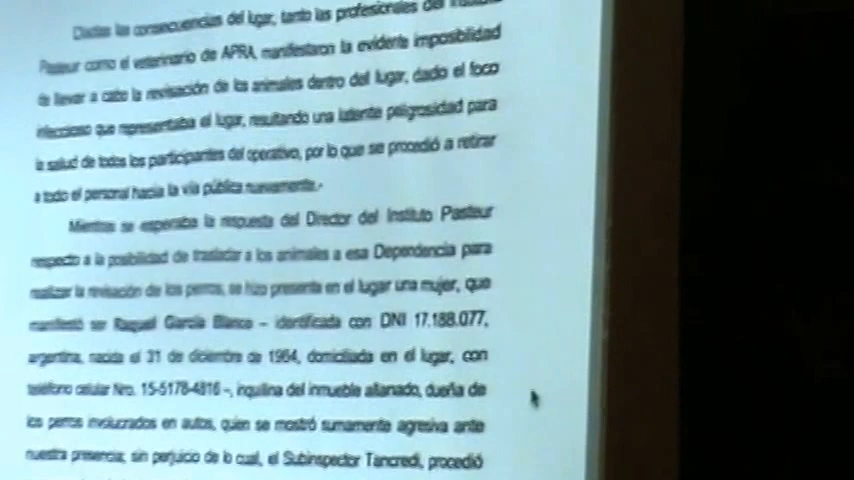 Dadas las consecuencias del lugar, tanto las profesionales del Instituto
Pasteur como el veterinario de APRA, manifestaron la evidente imposibilidad
de llevar a cabo la revisación de los animales dentro del lugar, dado el foco
infeccioso que representaba el lugar, resultando una latente peligrosidad para
la salud de todos los participantes del operativo, por lo que se procedió a retirar
a todo el personal hacia la vía pública nuevamente.-
Mientras se esperaba la respuesta del Director del Instituto Pasteur
respecto a la posibilidad de trasladar a los animales a esa Dependencia para
realizar la revisación de los perros, se hizo presente en el lugar una mujer, que
manifestó ser Raquel García Blanco – identificada con DNI 17.188.077,
argentina, nacida el 31 de diciembre de 1964, domiciliada en el lugar, con
teléfono celular Nro. 15-5178-4816 –, inquilina del inmueble allanado, dueña de
los perros involucrados en autos, quien se mostró sumamente agresiva ante
nuestra presencia; sin perjuicio de lo cual, el Subinspector Tancredi, procedió